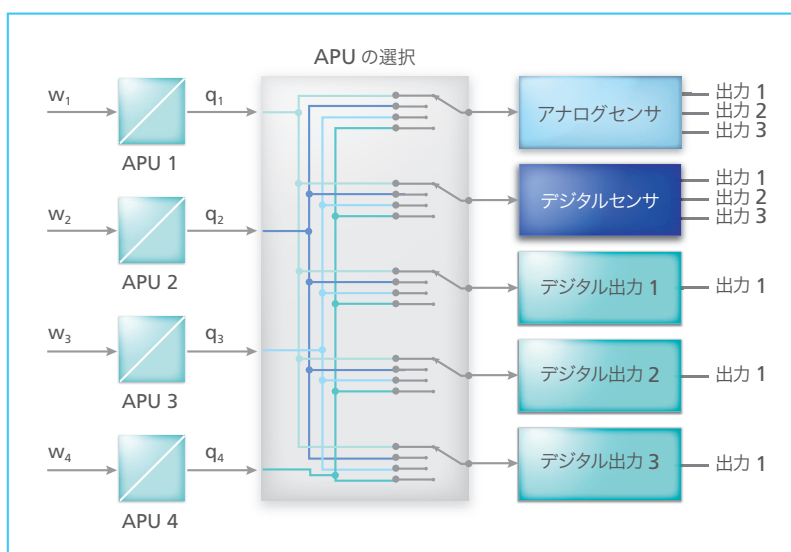 APU の選択
w1
q1
APU 1
アナログセンサ
出力 1
出力 2
出力 3
w2
q2
APU 2
デジタルセンサ
出力 1
出力 2
出力 3
デジタル出力 1
出力 1
w3
q3
APU 3
デジタル出力 2
出力 1
w4
q4
APU 4
デジタル出力 3
出力 1